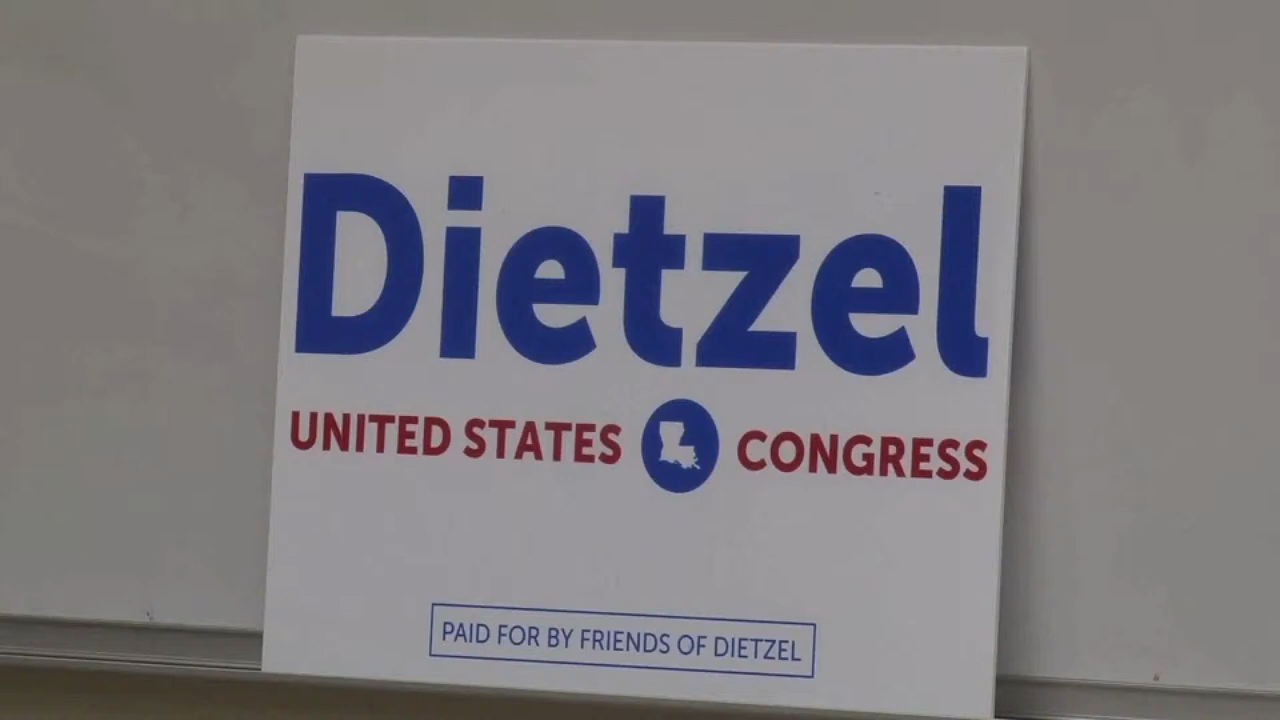 Dietzel
UNITED STATES CONGRESS
PAID FOR BY FRIENDS OF DIETZEL